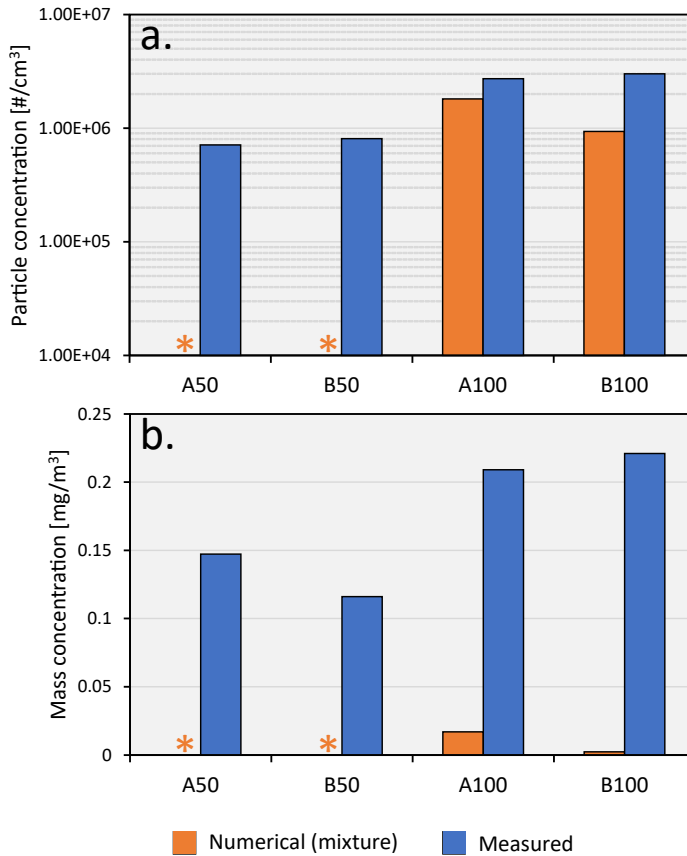 a.
Particle concentration [#/cm³]
1.00E+07
1.00E+06
1.00E+05
1.00E+04
* *
A50 B50 A100 B100
b.
Mass concentration [mg/m³]
0.25
0.2
0.15
0.1
0.05
0
* *
A50 B50 A100 B100
Numerical (mixture) Measured